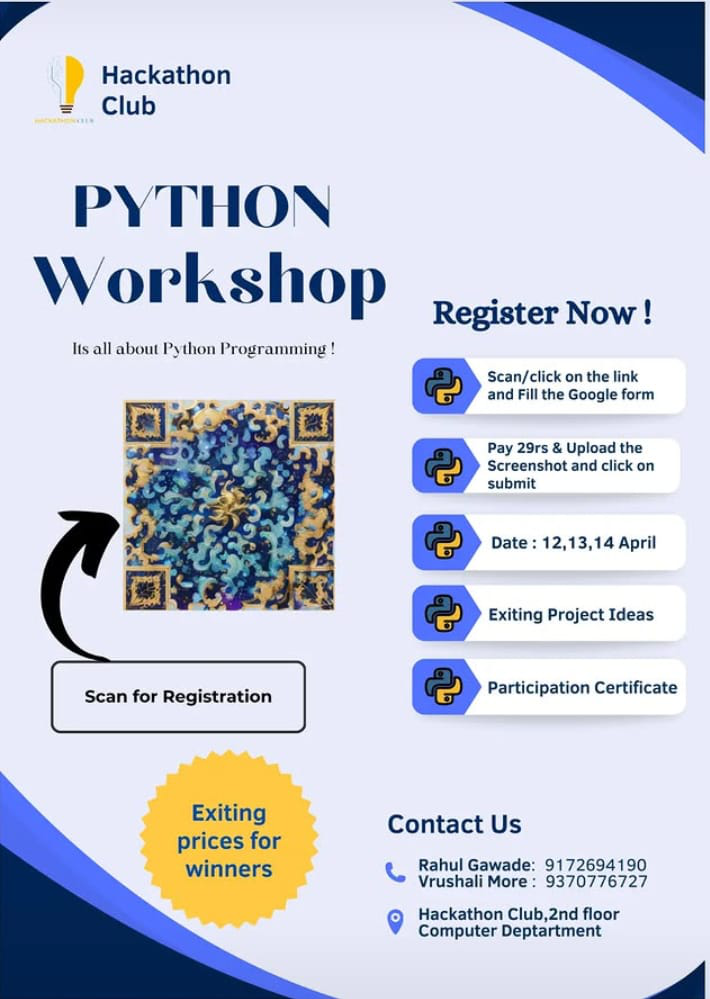 Hackathon
Club
HACKATHON CLUB
PYTHON
Workshop
Its all about Python Programming !
Scan for Registration
Exiting
prices for
winners
Register Now !
Scan/click on the link
and Fill the Google form
Pay 29rs & Upload the
Screenshot and click on
submit
Date : 12,13,14 April
Exiting Project Ideas
Participation Certificate
Contact Us
Rahul Gawade: 9172694190
Vrushali More : 9370776727
Hackathon Club,2nd floor
Computer Deptartment